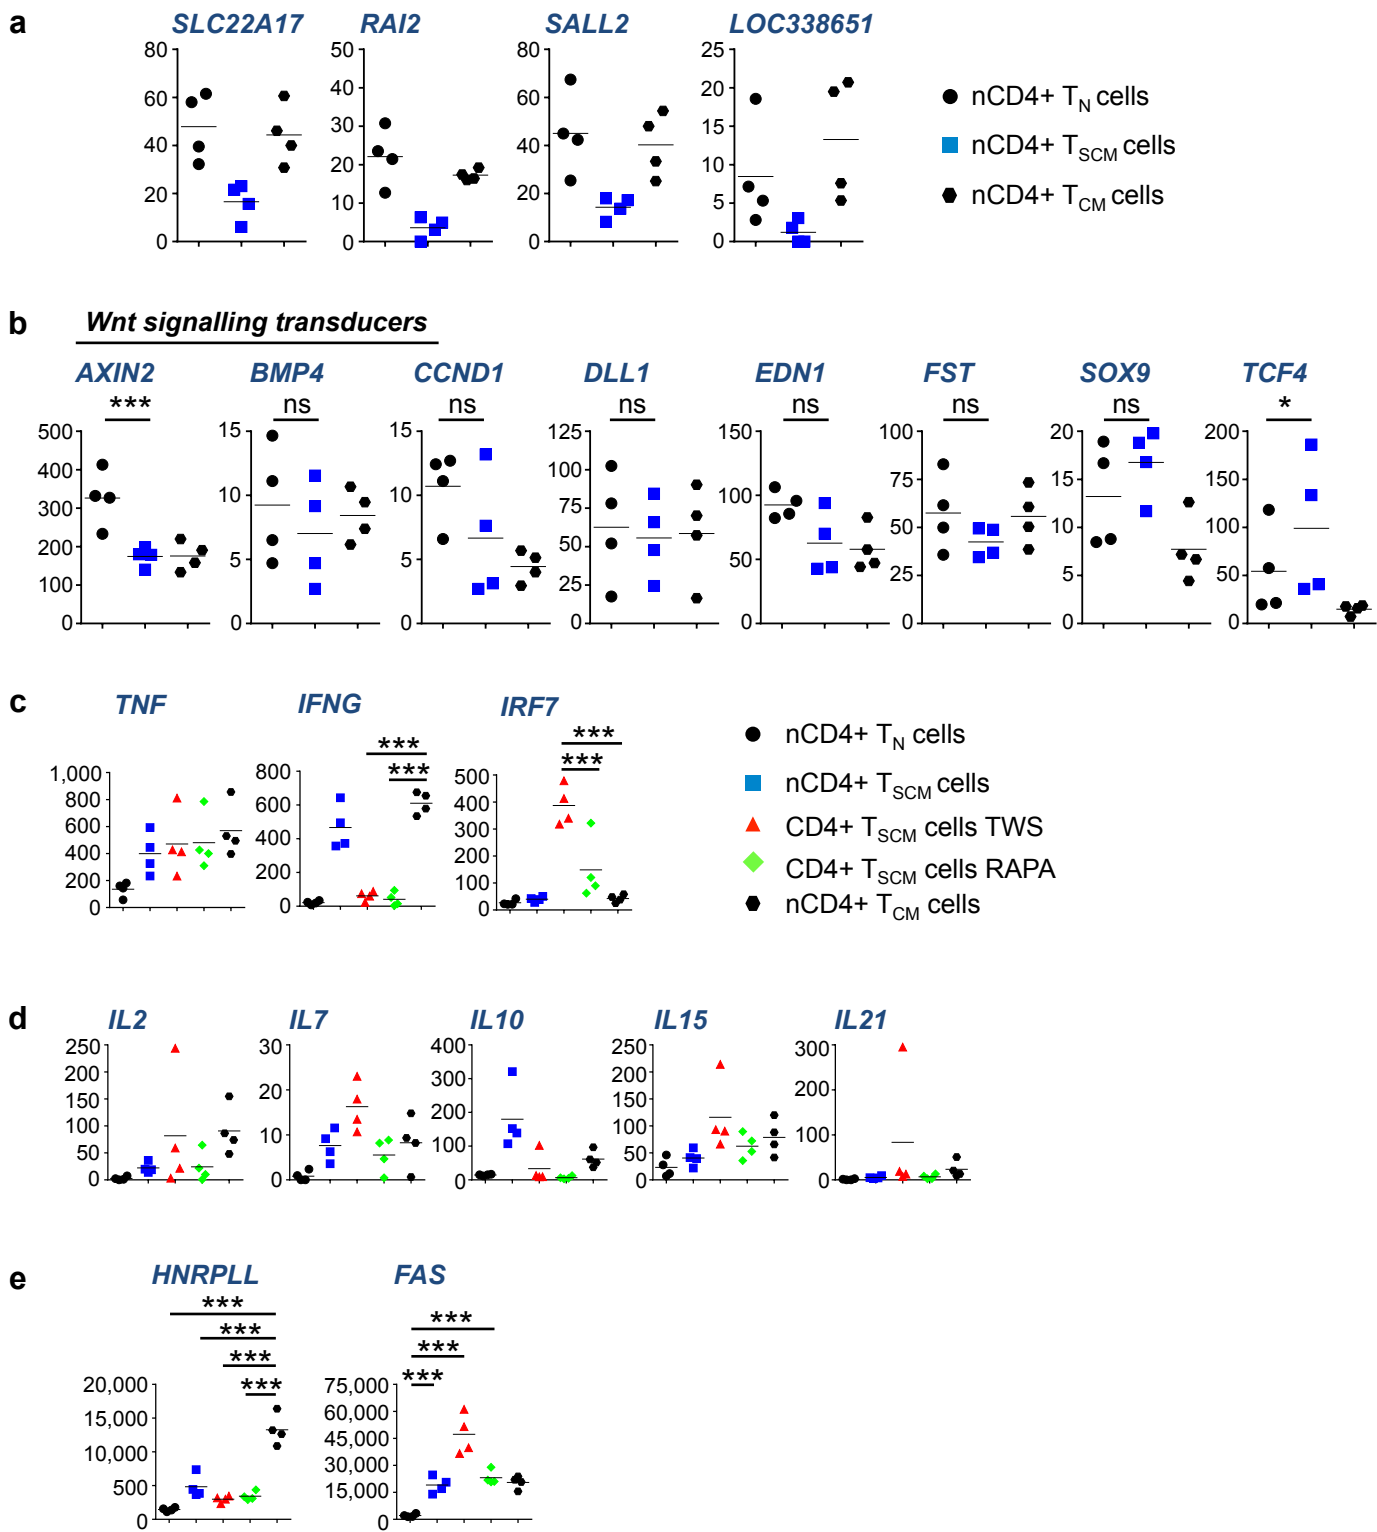 a
SLC22A17 RAI2 SALL2 LOC338651
80 60 40 20 0
50 40 30 20 10 0
80 60 40 20 0
25 20 15 10 5 0
nCD4+ TN cells
nCD4+ TSCM cells
nCD4+ TCM cells
b
Wnt signalling transducers
AXIN2 BMP4 CCND1 DLL1 EDN1 FST SOX9 TCF4
*** ns ns ns ns ns ns *
500 400 300 200 100 0
15 10 5 0
15 10 5 0
125 100 75 50 25 0
150 100 50 0
100 75 50 25 0
20 15 10 5 0
200 150 100 50 0
c
TNF IFNG IRF7
*** ***
*** ***
1,000 800 600 400 200 0
800 600 400 200 0
500 400 300 200 100 0
nCD4+ TN cells
nCD4+ TSCM cells
CD4+ TSCM cells TWS
CD4+ TSCM cells RAPA
nCD4+ TCM cells
d
IL2 IL7 IL10 IL15 IL21
250 200 150 100 50 0
30 20 10 0
400 300 200 100 0
250 200 150 100 50 0
300 200 100 0
e
HNRPLL FAS
***
***
***
***
***
***
***
20,000 15,000 10,000 500 0
75,000 60,000 45,000 30,000 15,000 0